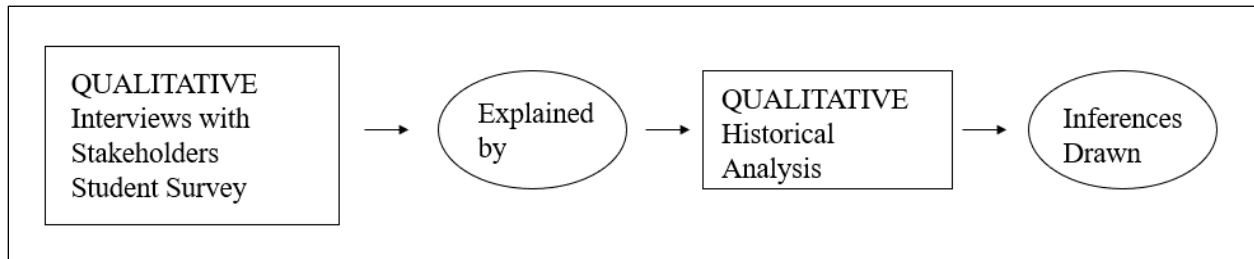 QUALITATIVE
Interviews with
Stakeholders
Student Survey
Explained
by
QUALITATIVE
Historical
Analysis
Inferences
Drawn